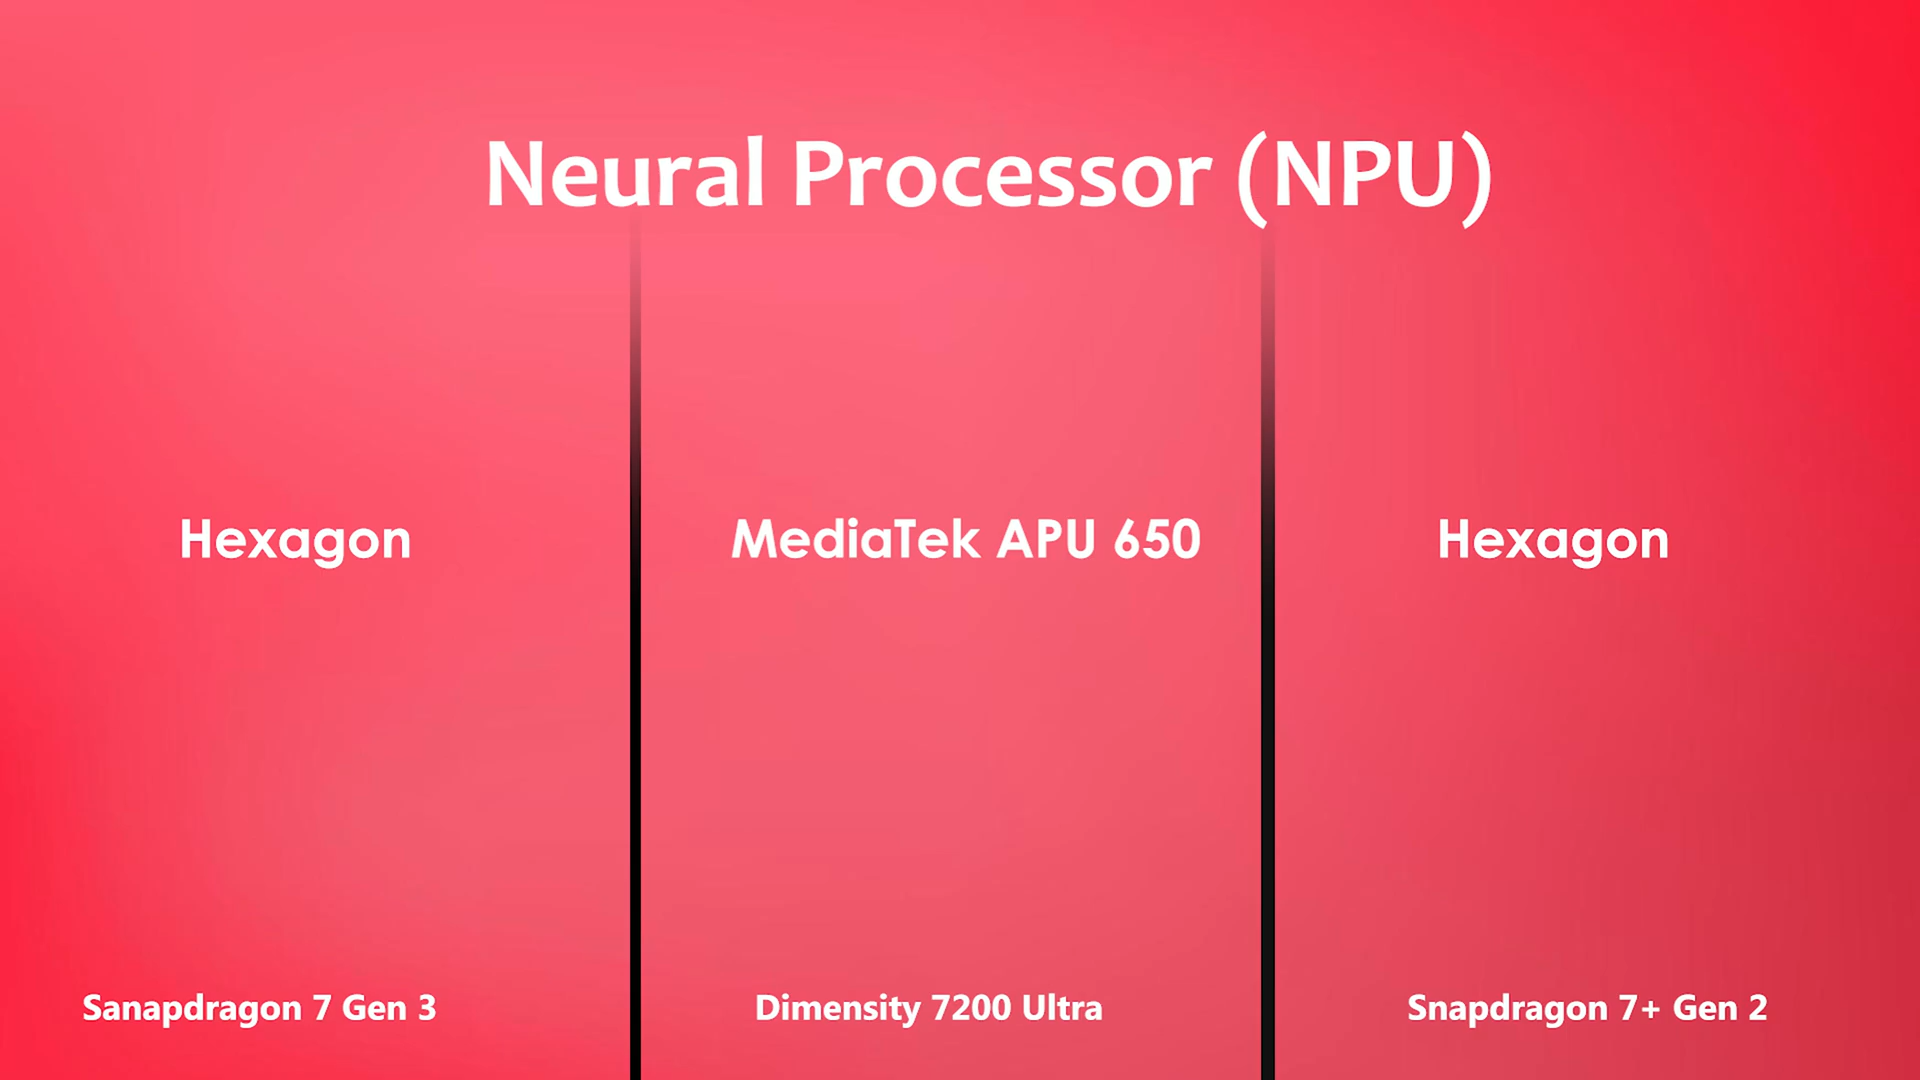 Neural Processor (NPU)
Hexagon
MediaTek APU 650
Hexagon
Sanapdragon 7 Gen 3
Dimensity 7200 Ultra
Snapdragon 7+ Gen 2